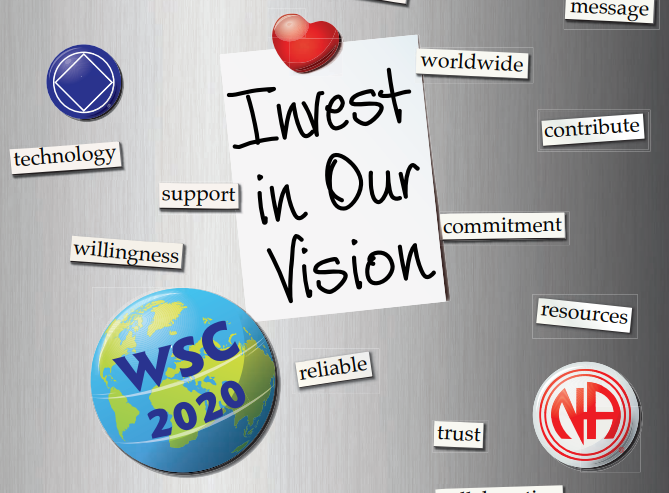 message
worldwide
Invest
in Our
Vision
contribute
technology
support
commitment
willingness
resources
WSC
2020
reliable
trust
NA